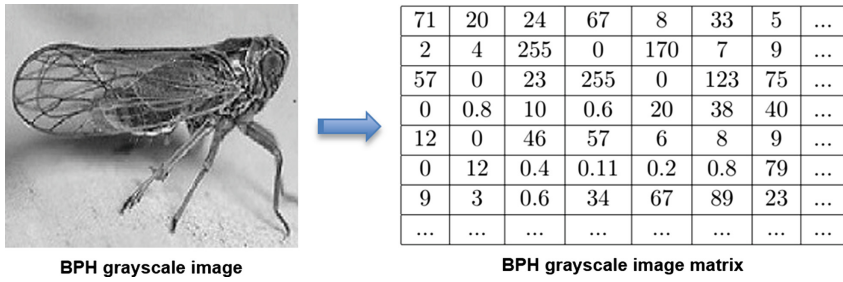 71 20 24 67 8 33 5 ...
2 4 255 0 170 7 9 ...
57 0 23 255 0 123 75 ...
0 0.8 10 0.6 20 38 40 ...
12 0 46 57 6 8 9 ...
0 12 0.4 0.11 0.2 0.8 79 ...
9 3 0.6 34 67 89 23 ...
... ... ... ... ... ... ... ...
BPH grayscale image
BPH grayscale image matrix